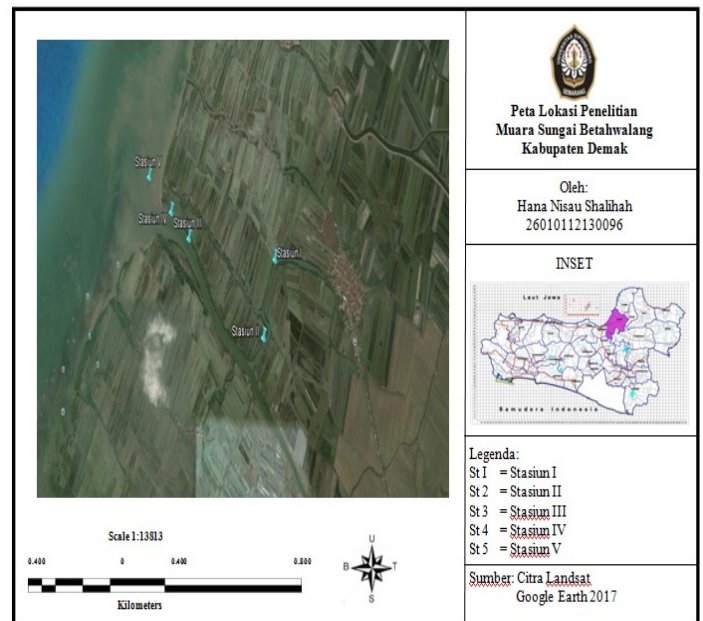 Stasiun V
Stasiun IV
Stasiun III
Stasiun I
Stasiun II
Scale 1:13813
0.400 0 0.400 0.800
Kilometers
U
B T
S
Peta Lokasi Penelitian
Muara Sungai Betahwalang
Kabupaten Demak
Oleh:
Hana Nisau Shalihah
26010112130096
INSET
Laut Jawa
Samudera Indonesia
Legenda:
St I = Stasiun I
St 2 = Stasiun II
St 3 = Stasiun III
St 4 = Stasiun IV
St 5 = Stasiun V
Sumber: Citra Landsat
Google Earth 2017